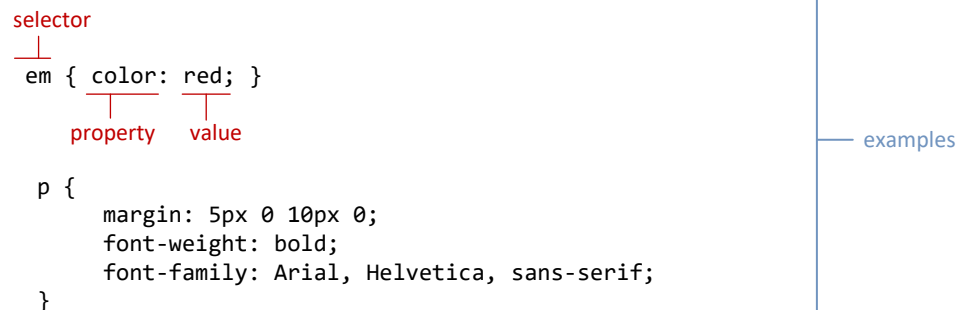 selector
em { color: red; }
property value
examples
p {
margin: 5px 0 10px 0;
font-weight: bold;
font-family: Arial, Helvetica, sans-serif;
}